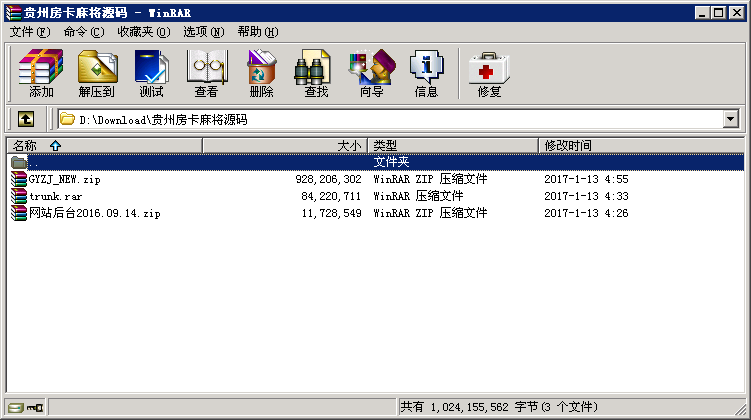 贵州房卡麻将源码 - WinRAR
文件(F) 命令(C) 收藏夹(O) 选项(N) 帮助(H)
添加 解压到 测试 查看 删除 查找 向导 信息 修复
D:\Download\贵州房卡麻将源码
名称 大小 类型 修改时间
.. 文件夹
GYZJ_NEW.zip 928,206,302 WinRAR ZIP 压缩文件 2017-1-13 4:55
trunk.rar 84,220,711 WinRAR 压缩文件 2017-1-13 4:33
网站后台2016.09.14.zip 11,728,549 WinRAR ZIP 压缩文件 2017-1-13 4:26
共有 1,024,155,562 字节(3 个文件)